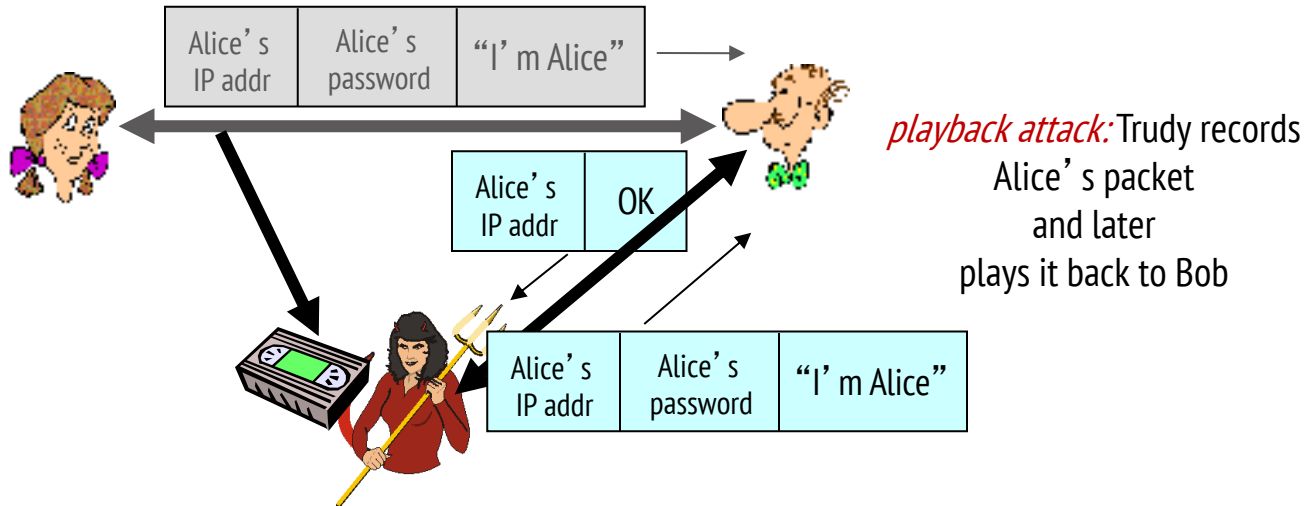 Alice’ s
IP addr
Alice’ s
password
“I’ m Alice”
playback attack: Trudy records
Alice’ s packet
and later
plays it back to Bob
Alice’ s
IP addr
OK
Alice’ s
IP addr
Alice’ s
password
“I’ m Alice”